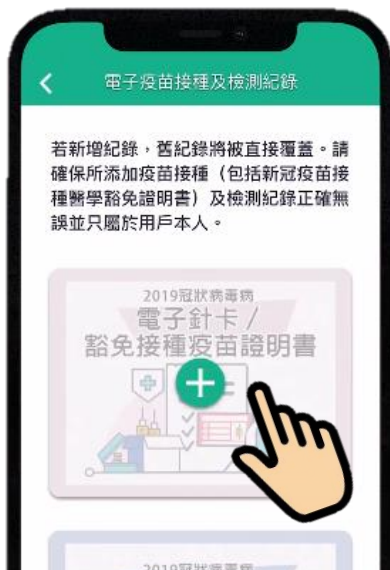 電子疫苗接種及檢測紀錄
若新增紀錄，舊紀錄將被直接覆蓋。請
確保所添加疫苗接種（包括新冠疫苗接
種醫學豁免證明書）及檢測紀錄正確無
誤並只屬於用戶本人。
2019冠狀病毒病
電子針卡/
豁免接種疫苗證明書
2019冠狀病毒病